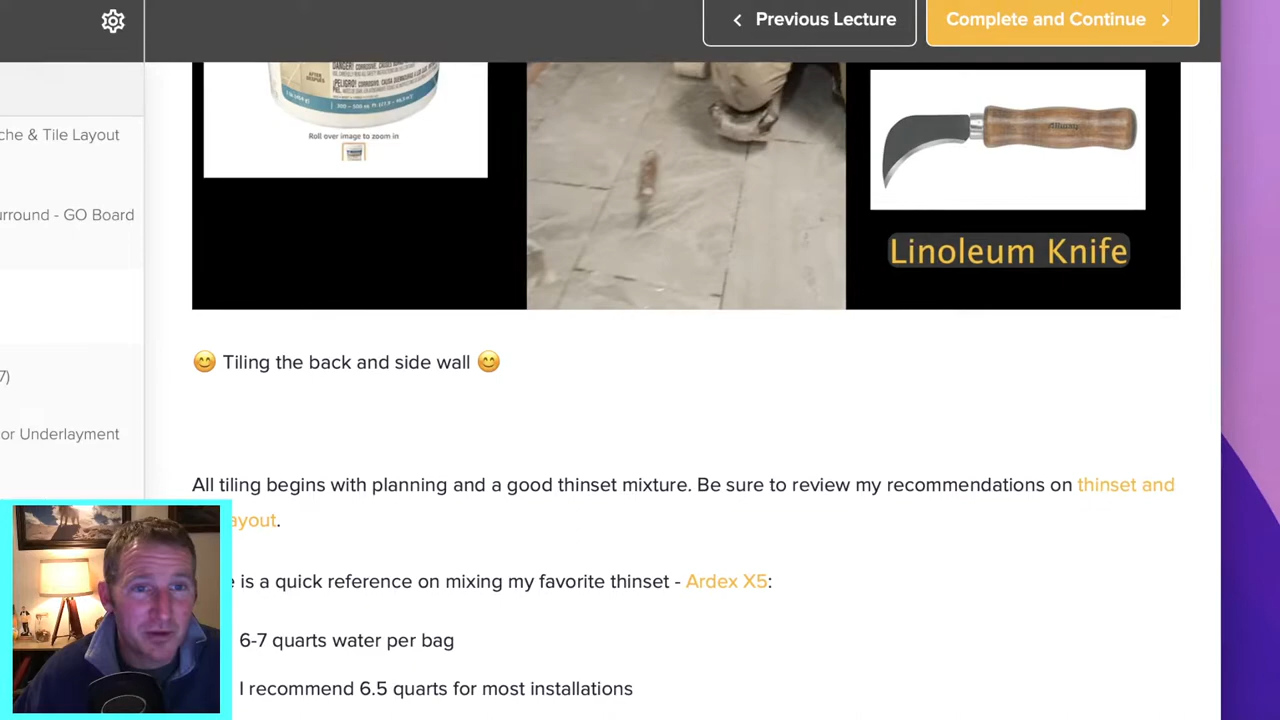 Previous Lecture
Complete and Continue
che & Tile Layout
urround - GO Board
7)
or Underlayment
Roll over image to zoom in
Linoleum Knife
😊 Tiling the back and side wall 😊
All tiling begins with planning and a good thinset mixture. Be sure to review my recommendations on thinset and
ayout.
e is a quick reference on mixing my favorite thinset - Ardex X5:
6-7 quarts water per bag
I recommend 6.5 quarts for most installations